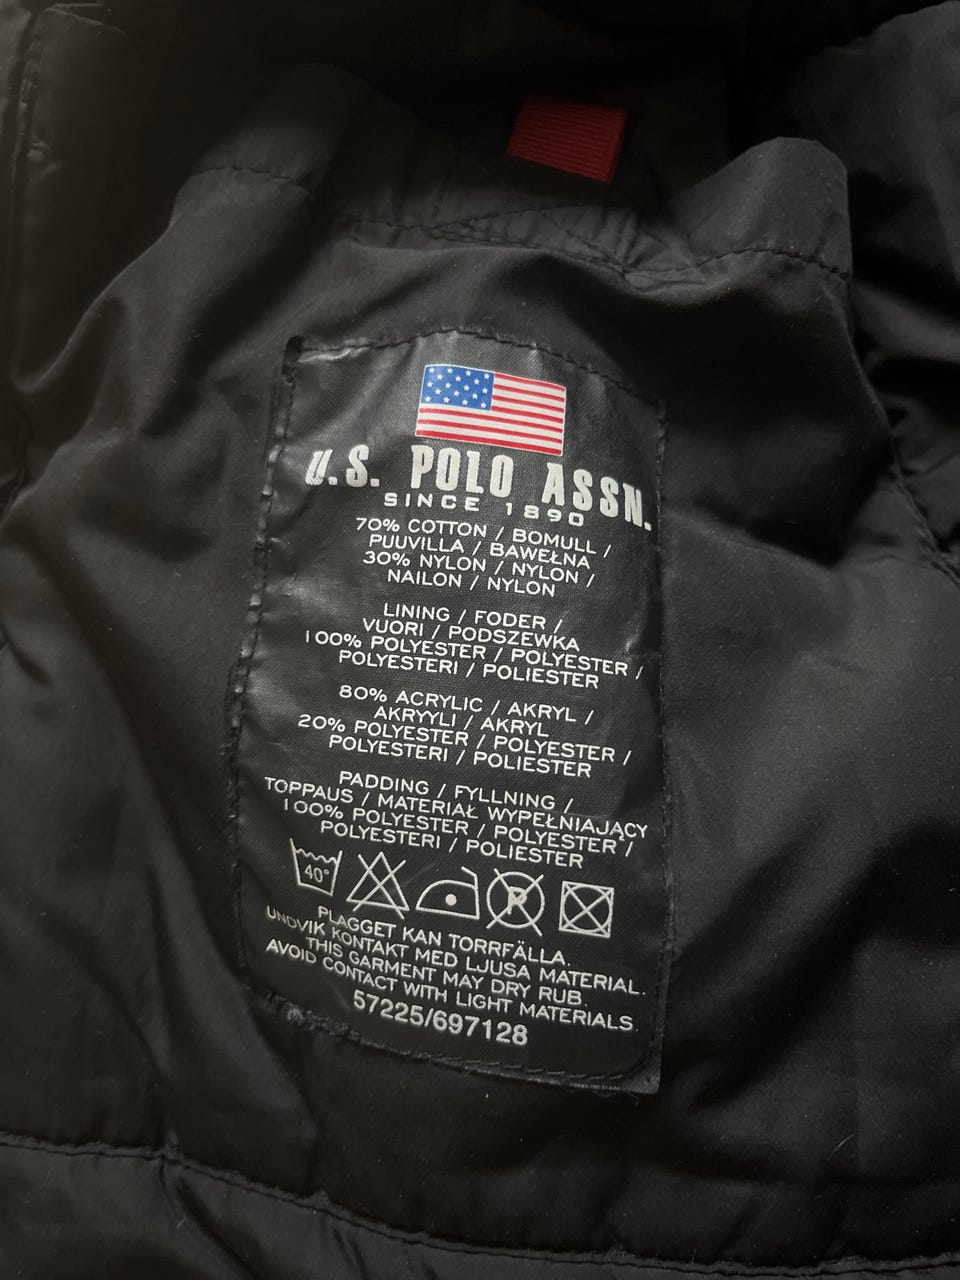 U.S. POLO ASSN.
SINCE 1890
70% COTTON / BOMULL /
PUUVILLA / BAWEŁNA
30% NYLON / NYLON /
NAILON / NYLON
LINING / FODER /
VUORI / PODSZEWKA
100% POLYESTER / POLYESTER /
POLYESTERI / POLIESTER
80% ACRYLIC / AKRYL /
AKRYYLI / AKRYL
20% POLYESTER / POLYESTER /
POLYESTERI / POLIESTER
PADDING / FYLLNING /
TOPPAUS / MATERIAŁ WYPEŁNIAJĄCY
100% POLYESTER / POLYESTER /
POLYESTERI / POLIESTER
40° P
PLAGGET KAN TORRFÄLLA.
UNDVIK KONTAKT MED LJUSA MATERIAL.
THIS GARMENT MAY DRY RUB.
AVOID CONTACT WITH LIGHT MATERIALS.
57225/697128